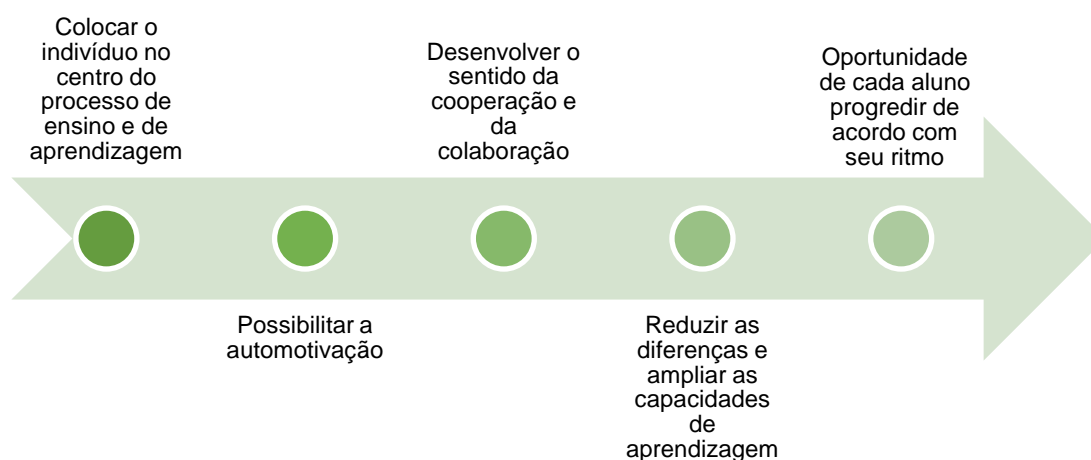 Colocar o
indivíduo no
centro do
processo de
ensino e de
aprendizagem
Possibilitar a
automotivação
Desenvolver o
sentido da
cooperação e
da
colaboração
Reduzir as
diferenças e
ampliar as
capacidades
de
aprendizagem
Oportunidade
de cada aluno
progredir de
acordo com
seu ritmo